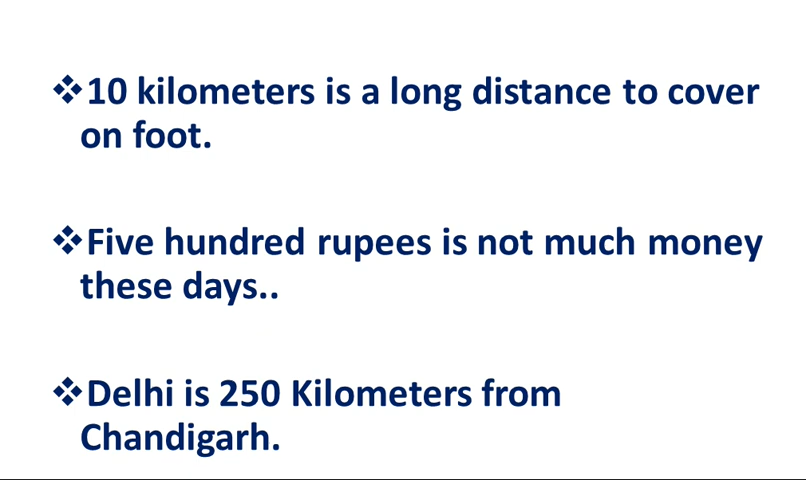 ❖10 kilometers is a long distance to cover
on foot.
❖Five hundred rupees is not much money
these days..
❖Delhi is 250 Kilometers from
Chandigarh.